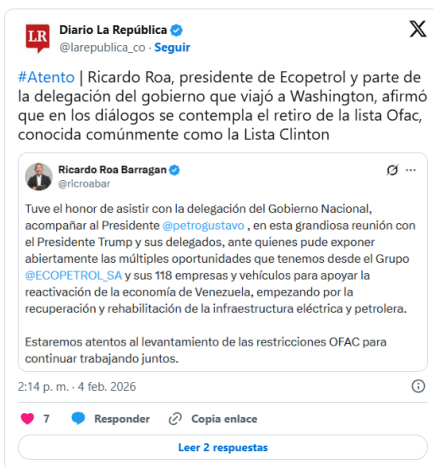 LR
Diario La República
@larepublica_co · Seguir
#Atento | Ricardo Roa, presidente de Ecopetrol y parte de
la delegación del gobierno que viajó a Washington, afirmó
que en los diálogos se contempla el retiro de la lista Ofac,
conocida comúnmente como la Lista Clinton
Ricardo Roa Barragan
@ricroabar
Tuve el honor de asistir con la delegación del Gobierno Nacional,
acompañar al Presidente @petrogustavo , en esta grandiosa reunión con
el Presidente Trump y sus delegados, ante quienes pude exponer
abiertamente las múltiples oportunidades que tenemos desde el Grupo
@ECOPETROL_SA y sus 118 empresas y vehículos para apoyar la
reactivación de la economía de Venezuela, empezando por la
recuperación y rehabilitación de la infraestructura eléctrica y petrolera.
Estaremos atentos al levantamiento de las restricciones OFAC para
continuar trabajando juntos.
2:14 p. m. · 4 feb. 2026
7 Responder Copia enlace
Leer 2 respuestas